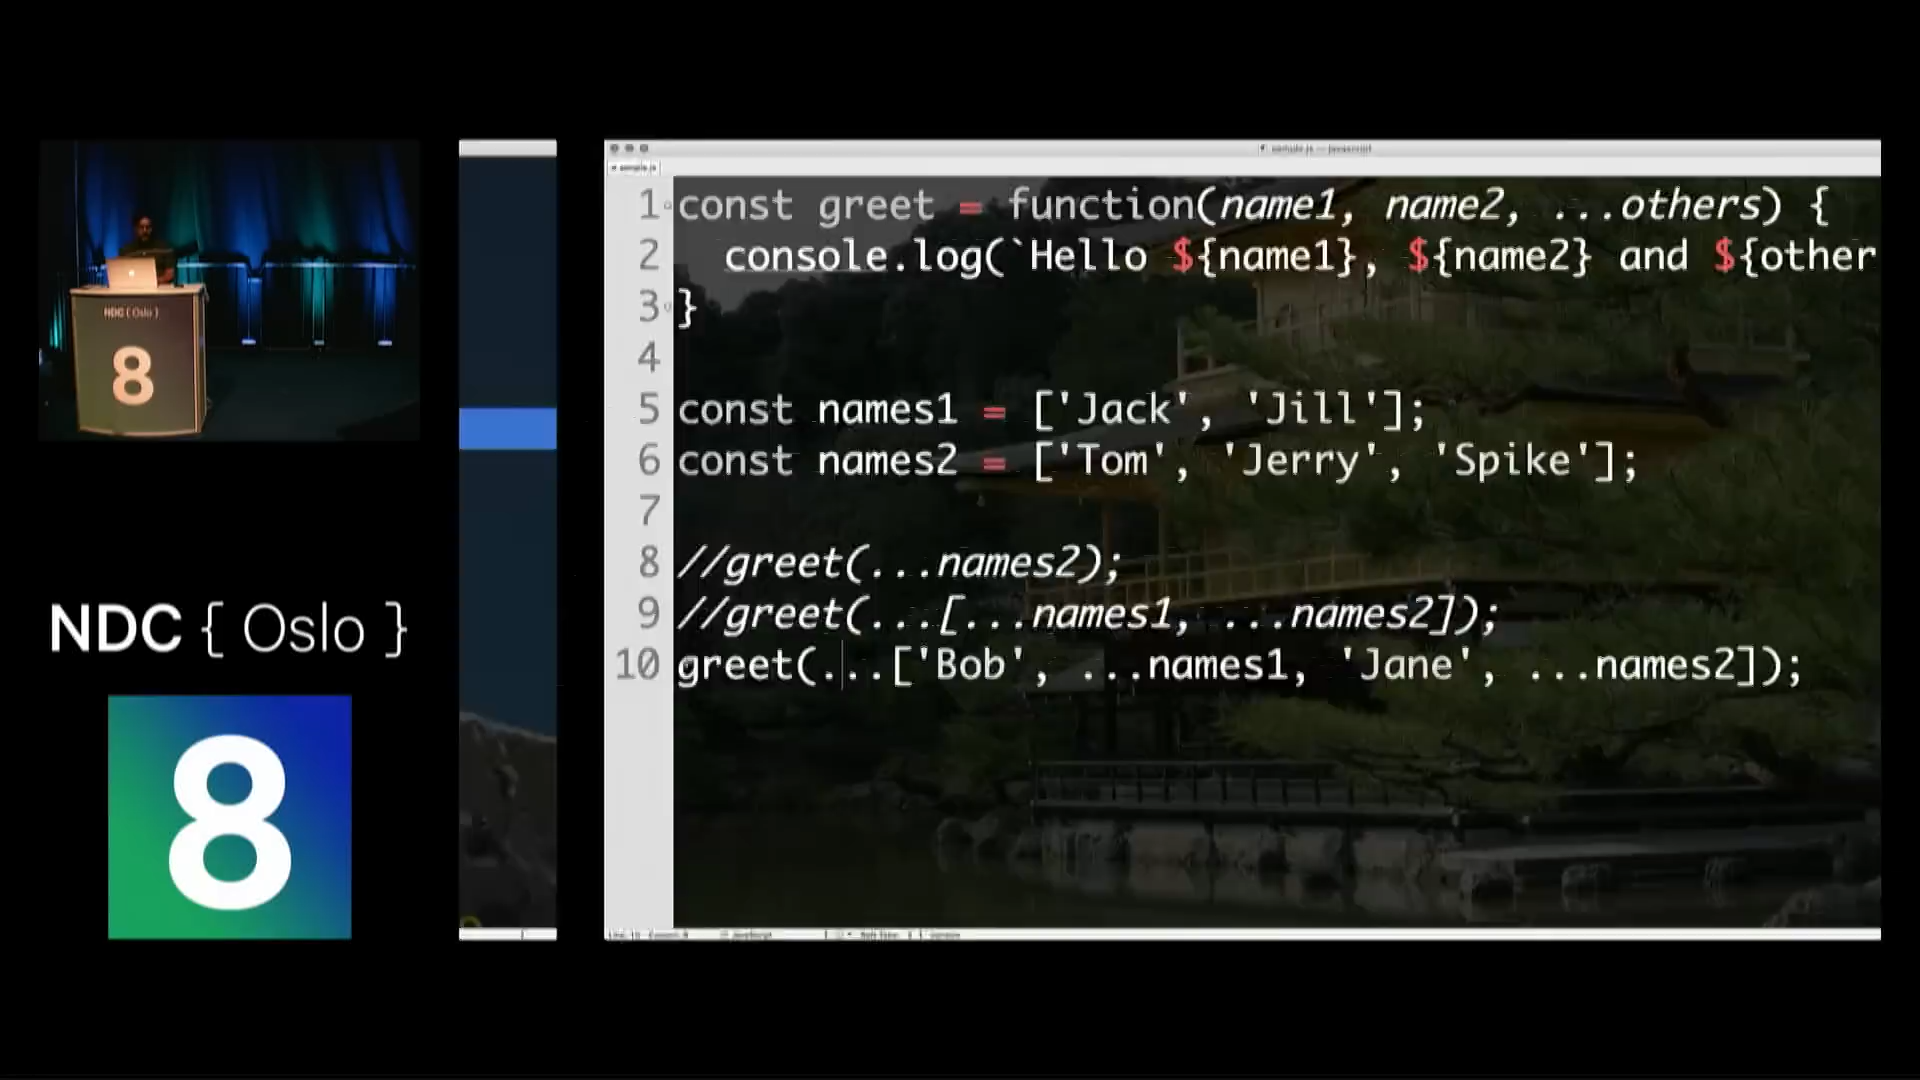 NDC { Oslo }
8
NDC { Oslo }
8
1 const greet = function(name1, name2, ...others) {
2 console.log(`Hello ${name1}, ${name2} and ${other
3 }
4
5 const names1 = ['Jack', 'Jill'];
6 const names2 = ['Tom', 'Jerry', 'Spike'];
7
8 //greet(...names2);
9 //greet(...[...names1, ...names2]);
10 greet(...['Bob', ...names1, 'Jane', ...names2]);